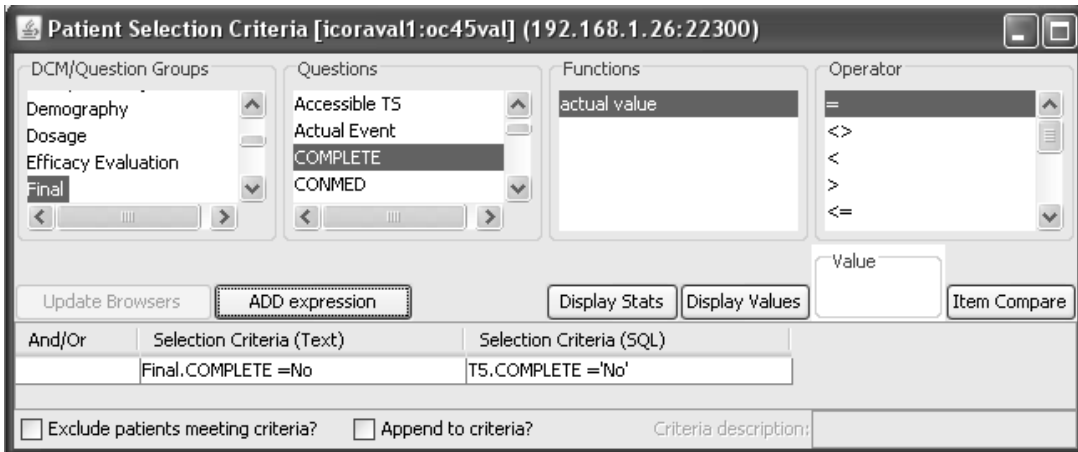 Patient Selection Criteria [icoraval1:oc45val] (192.168.1.26:22300)
DCM/Question Groups
Demography
Dosage
Efficacy Evaluation
Final
Questions
Accessible TS
Actual Event
COMPLETE
CONMED
Functions
actual value
Operator
=
<>
<
>
<=
Value
Update Browsers ADD expression Display Stats Display Values Item Compare
And/Or Selection Criteria (Text) Selection Criteria (SQL)
Final.COMPLETE =No T5.COMPLETE ='No'
Exclude patients meeting criteria? Append to criteria? Criteria description: